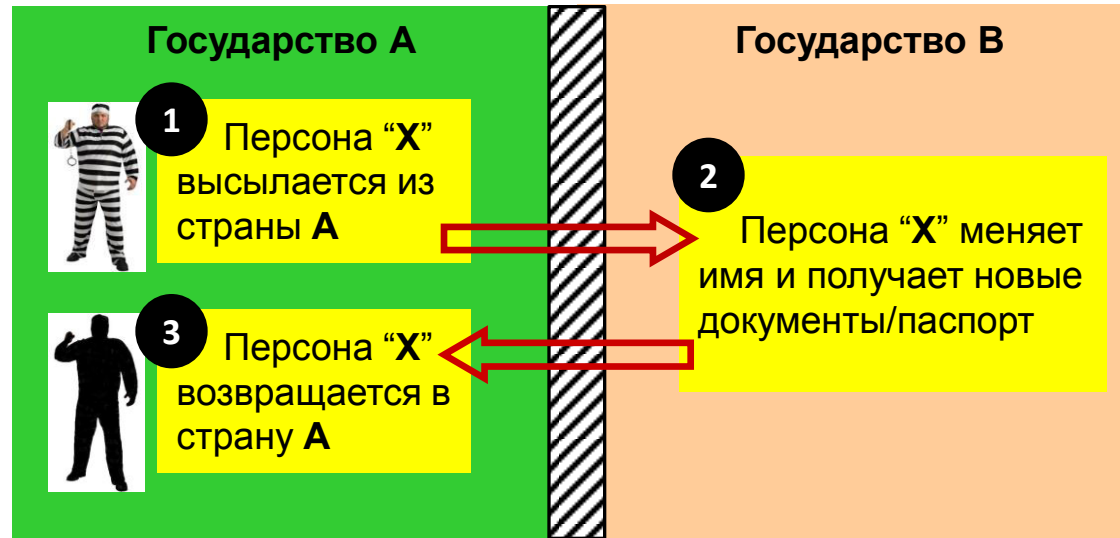 Государство А
Государство В
1
Персона “X”
высылается из
страны А
2
Персона “X” меняет
имя и получает новые
документы/паспорт
3
Персона “X”
возвращается в
страну А